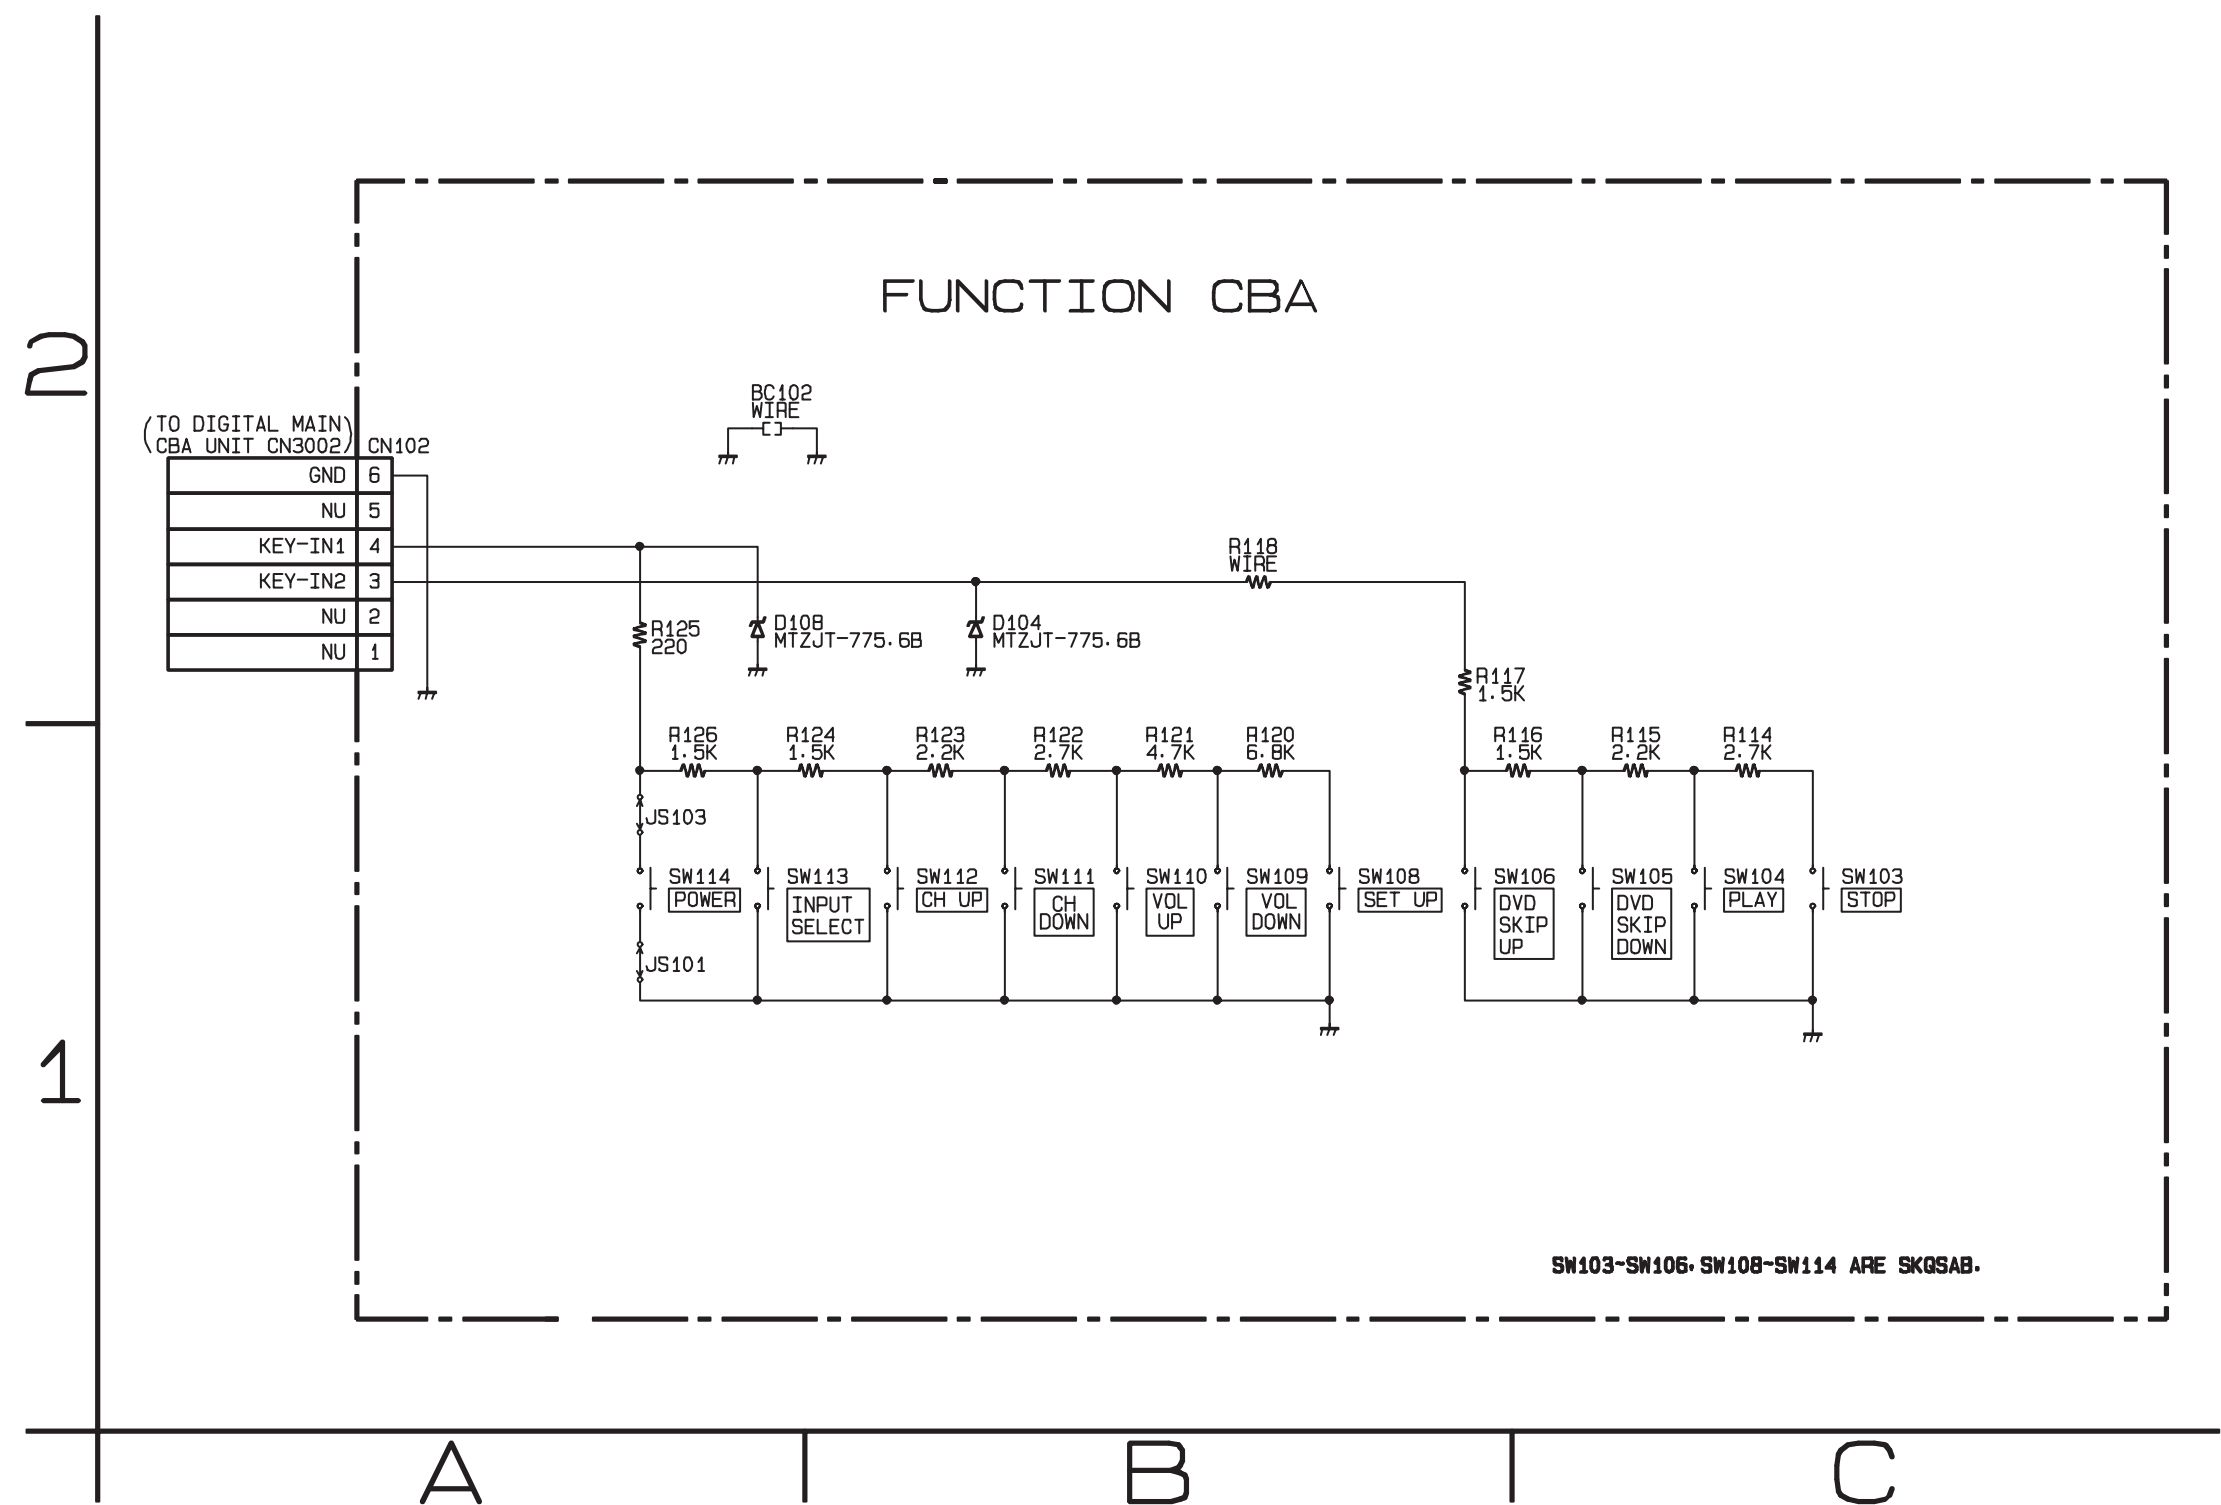 FUNCTION CBA
2
BC102
WIRE
(TO DIGITAL MAIN)
(CBA UNIT CN3002)
CN102
GND 6
NU 5
KEY-IN1 4
KEY-IN2 3
NU 2
NU 1
R118
WIRE
R125
220
D108
MTZJT-775.6B
D104
MTZJT-775.6B
R117
1.5K
R126
1.5K
R124
1.5K
R123
2.2K
R122
2.7K
R121
4.7K
R120
6.8K
R116
1.5K
R115
2.2K
R114
2.7K
JS103
SW114
POWER
SW113
INPUT
SELECT
SW112
CH UP
SW111
CH
DOWN
SW110
VOL
UP
SW109
VOL
DOWN
SW108
SET UP
SW106
DVD
SKIP
UP
SW105
DVD
SKIP
DOWN
SW104
PLAY
SW103
STOP
JS101
1
SW103~SW106, SW108~SW114 ARE SKQSAB.
A
B
C